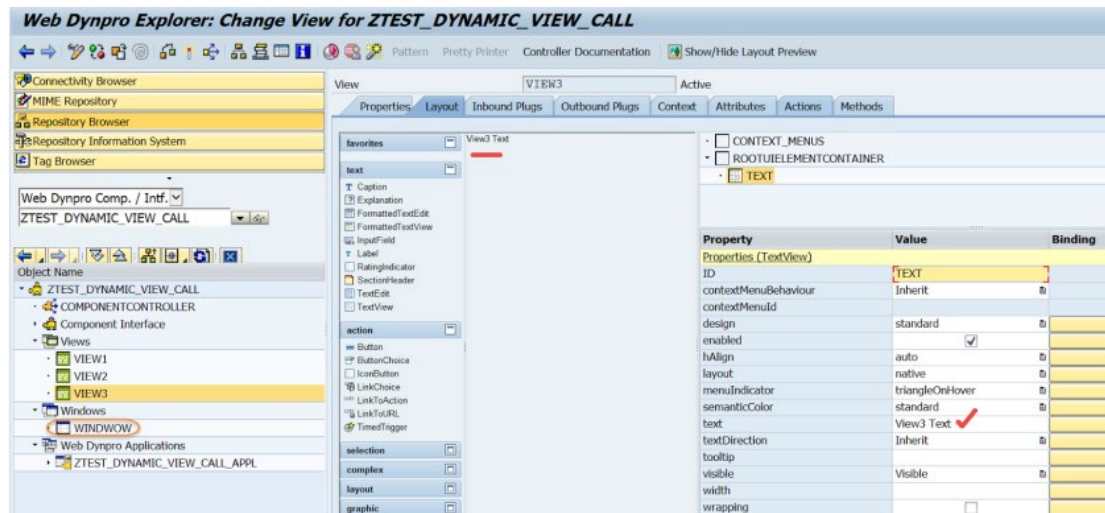 Web Dynpro Explorer: Change View for ZTEST_DYNAMIC_VIEW_CALL
Pattern Pretty Printer Controller Documentation Show/Hide Layout Preview
Connectivity Browser
MIME Repository
Repository Browser
Repository Information System
Tag Browser
Web Dynpro Comp. / Intf.
ZTEST_DYNAMIC_VIEW_CALL
Object Name
ZTEST_DYNAMIC_VIEW_CALL
COMPONENTCONTROLLER
Component Interface
Views
VIEW1
VIEW2
VIEW3
Windows
WINDWOW
Web Dynpro Applications
ZTEST_DYNAMIC_VIEW_CALL_APPL
View VIEW3 Active
Properties Layout Inbound Plugs Outbound Plugs Context Attributes Actions Methods
favorites
text
Caption
Explanation
FormattedTextEdit
FormattedTextView
InputField
Label
RatingIndicator
SectionHeader
TextEdit
TextView
action
Button
ButtonChoice
IconButton
LinkChoice
LinkToAction
LinkToURL
TimedTrigger
selection
complex
layout
graphic
View3 Text
CONTEXT_MENUS
ROOTUIELEMENTCONTAINER
TEXT
Property Value Binding
Properties (TextView)
ID TEXT
contextMenuBehaviour Inherit
contextMenuId
design standard
enabled
hAlign auto
layout native
menuIndicator triangleOnHover
semanticColor standard
text View3 Text
textDirection Inherit
tooltip
visible Visible
width
wrapping